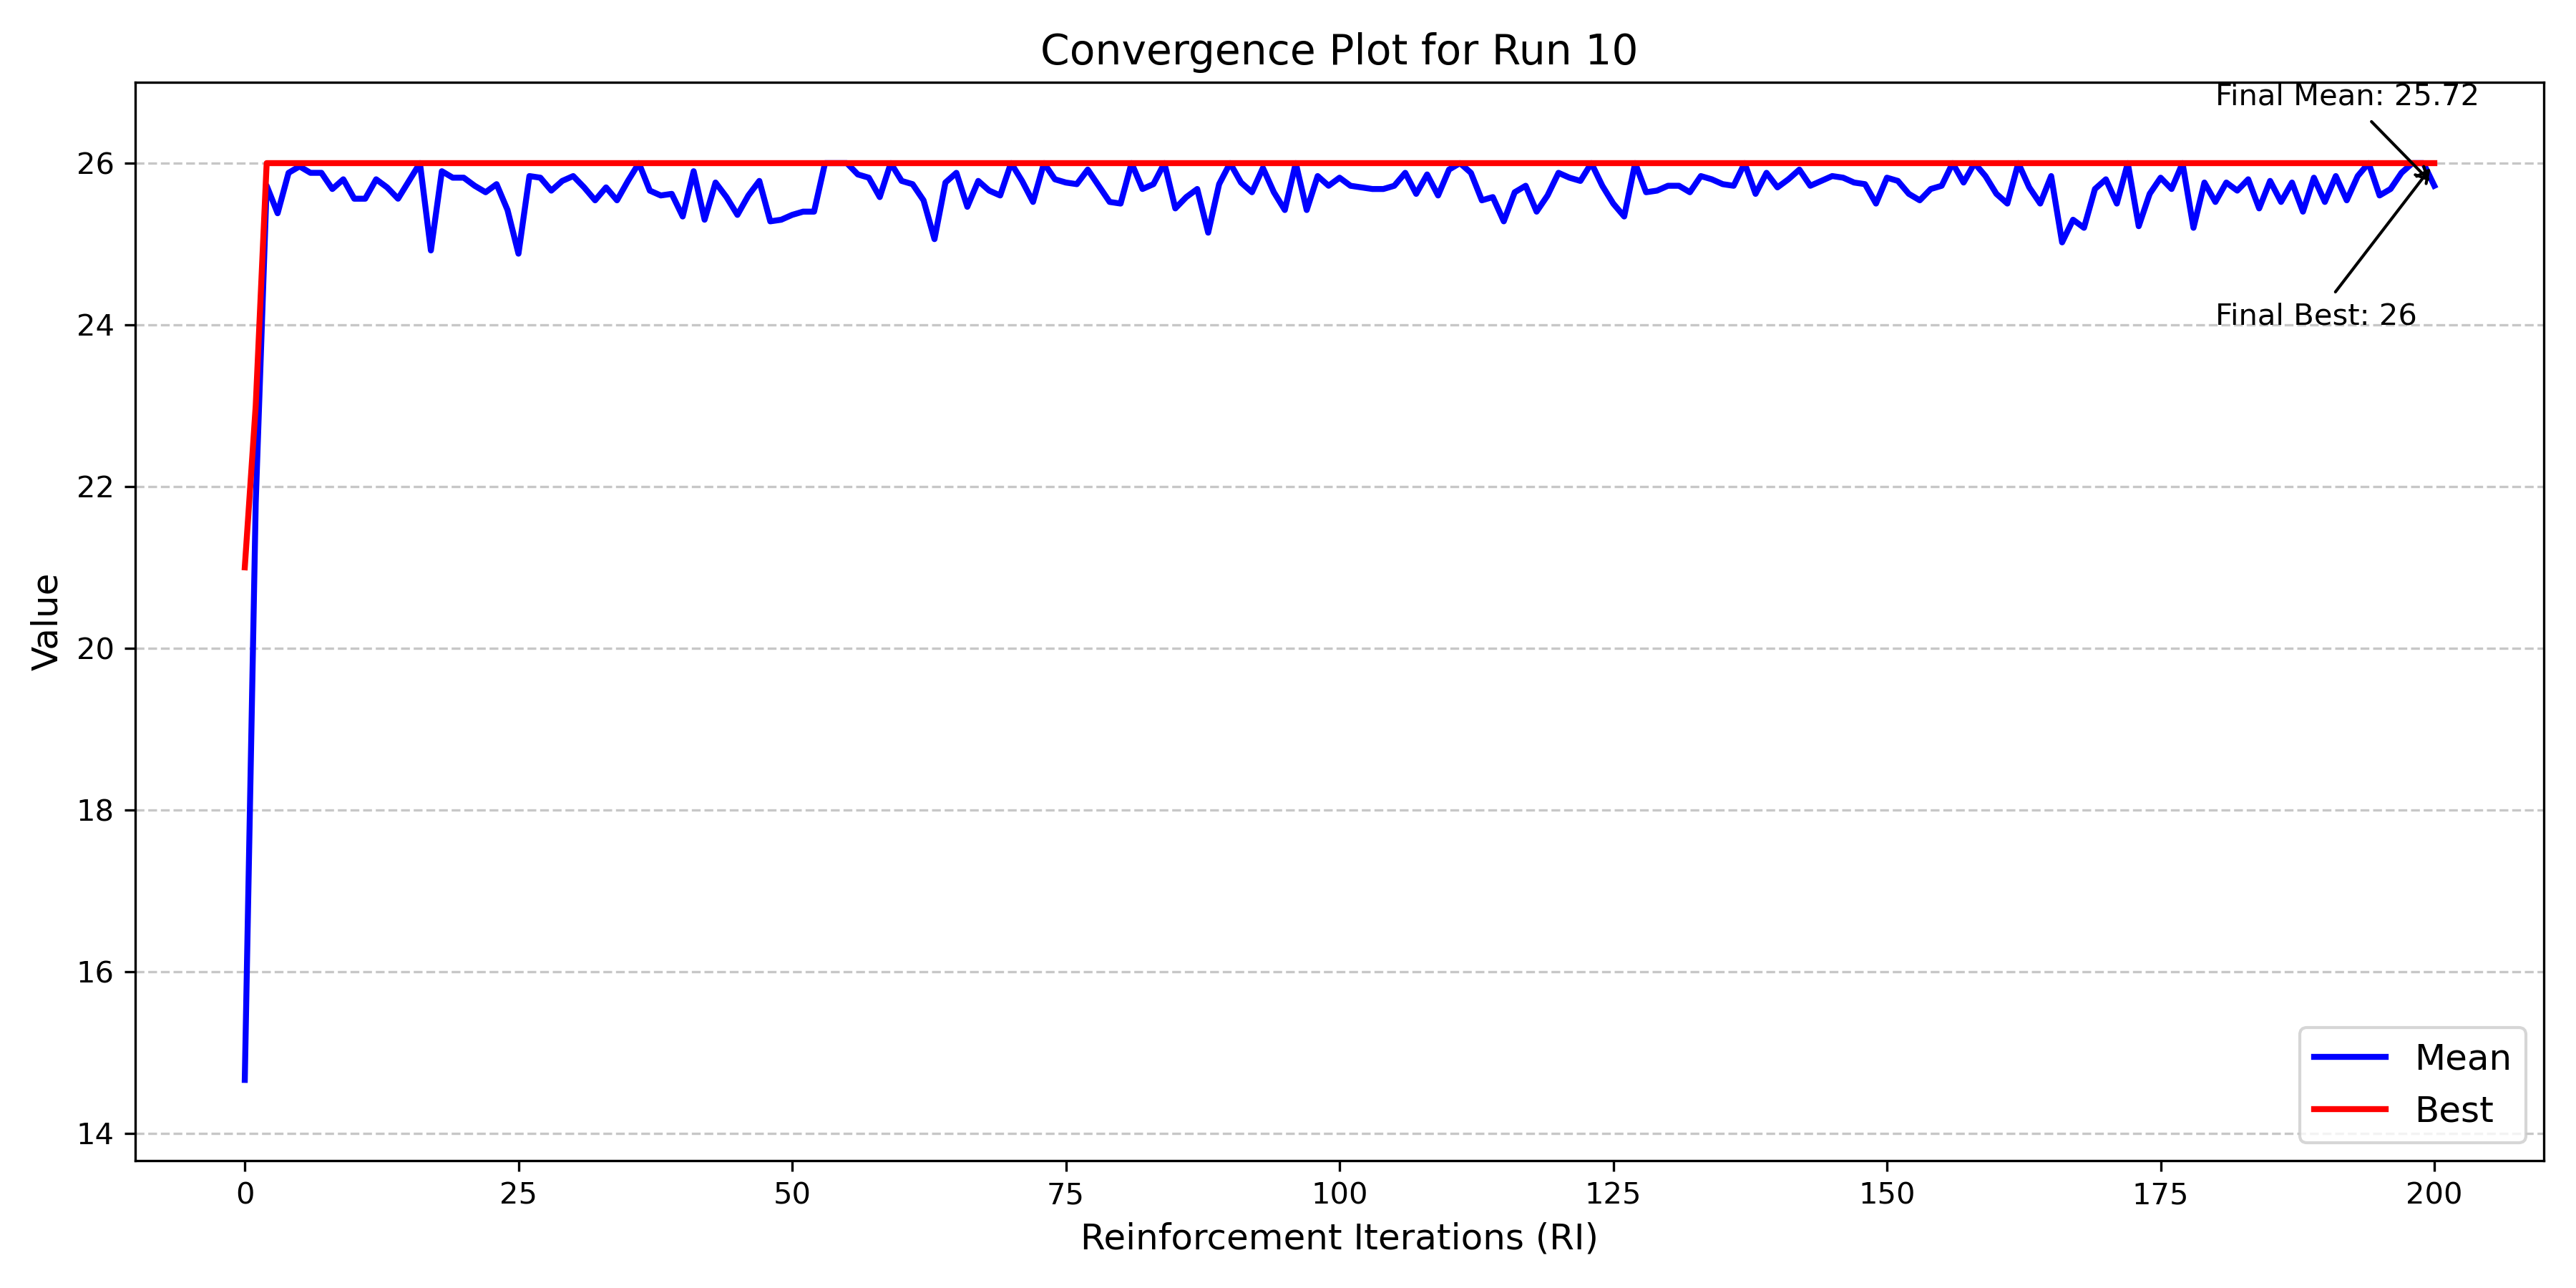 Convergence Plot for Run 10
Final Mean: 25.72
Final Best: 26
Value
26
24
22
20
18
16
14
0 25 50 75 100 125 150 175 200
Reinforcement Iterations (RI)
Mean
Best